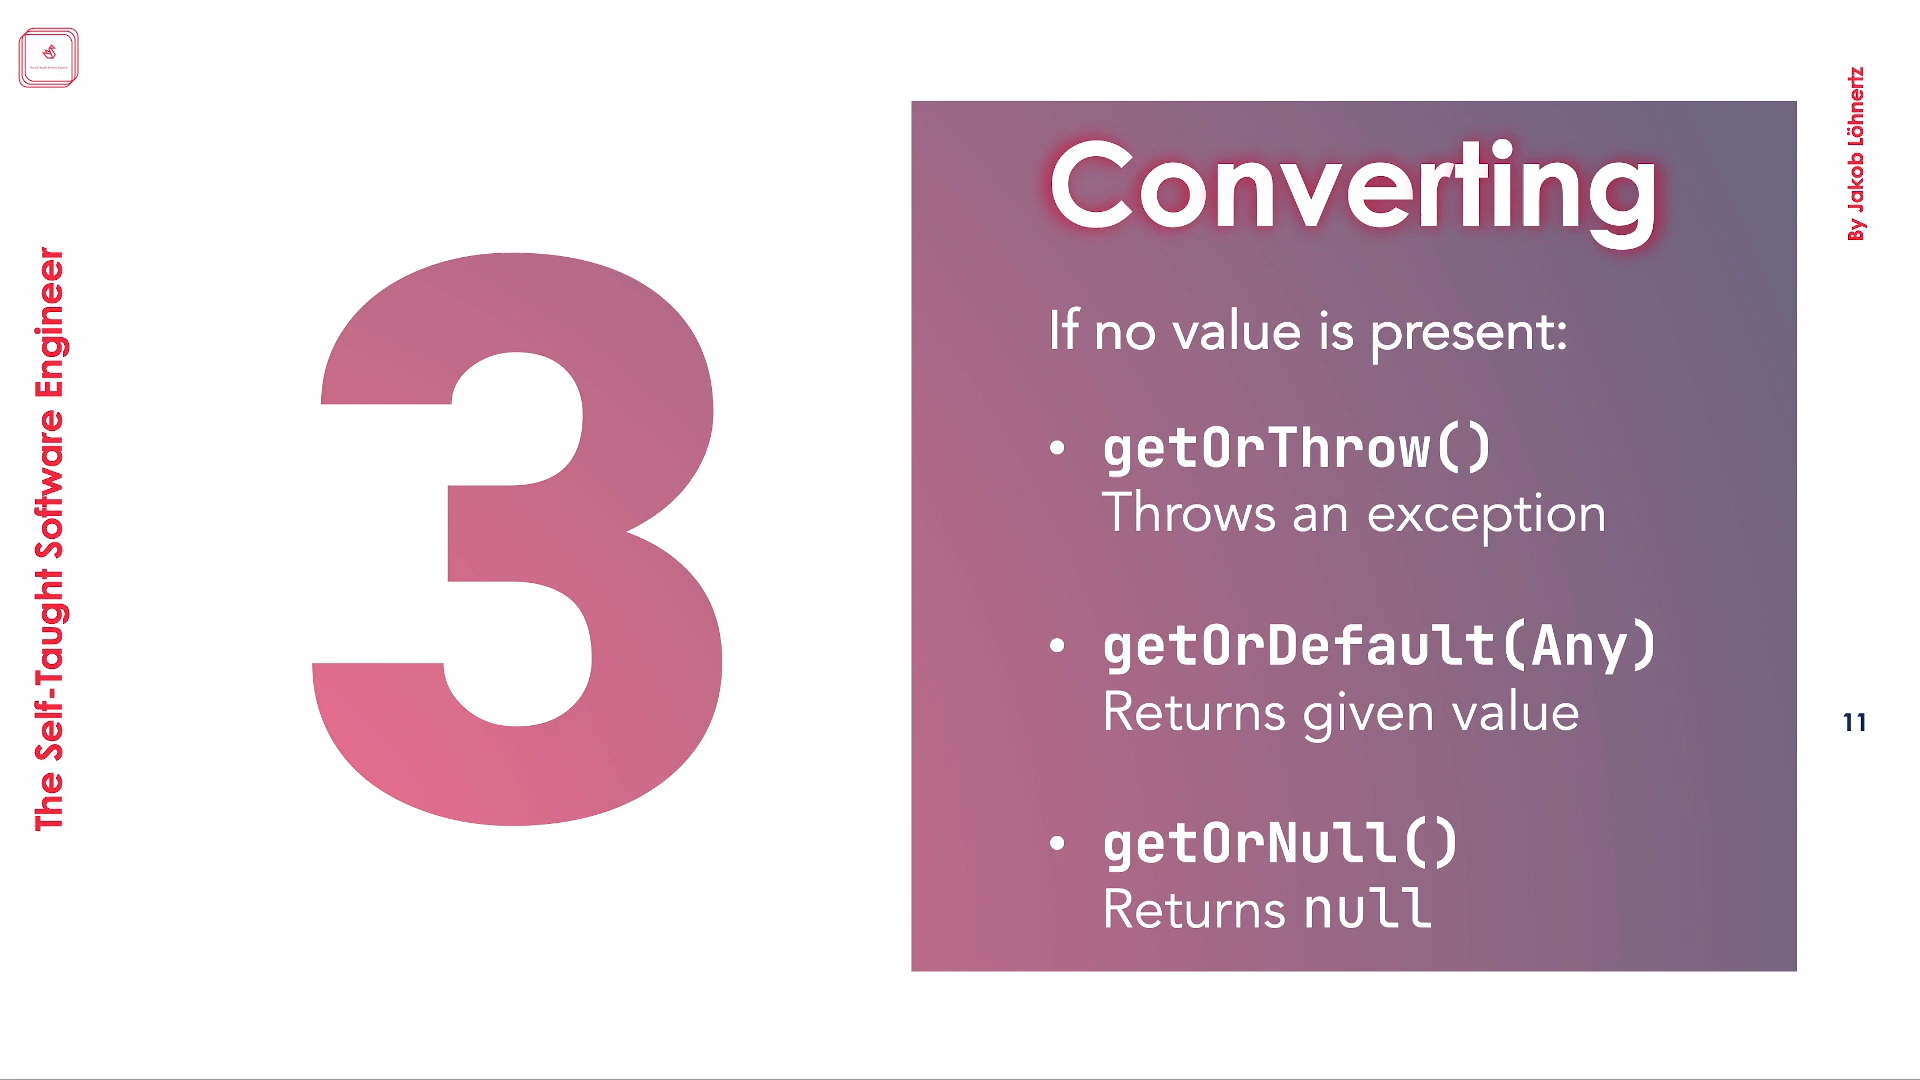 The Self-Taught Software Engineer
3
Converting
If no value is present:
• getOrThrow()
Throws an exception
• getOrDefault(Any)
Returns given value
• getOrNull()
Returns null
By Jakob Löhnertz
11